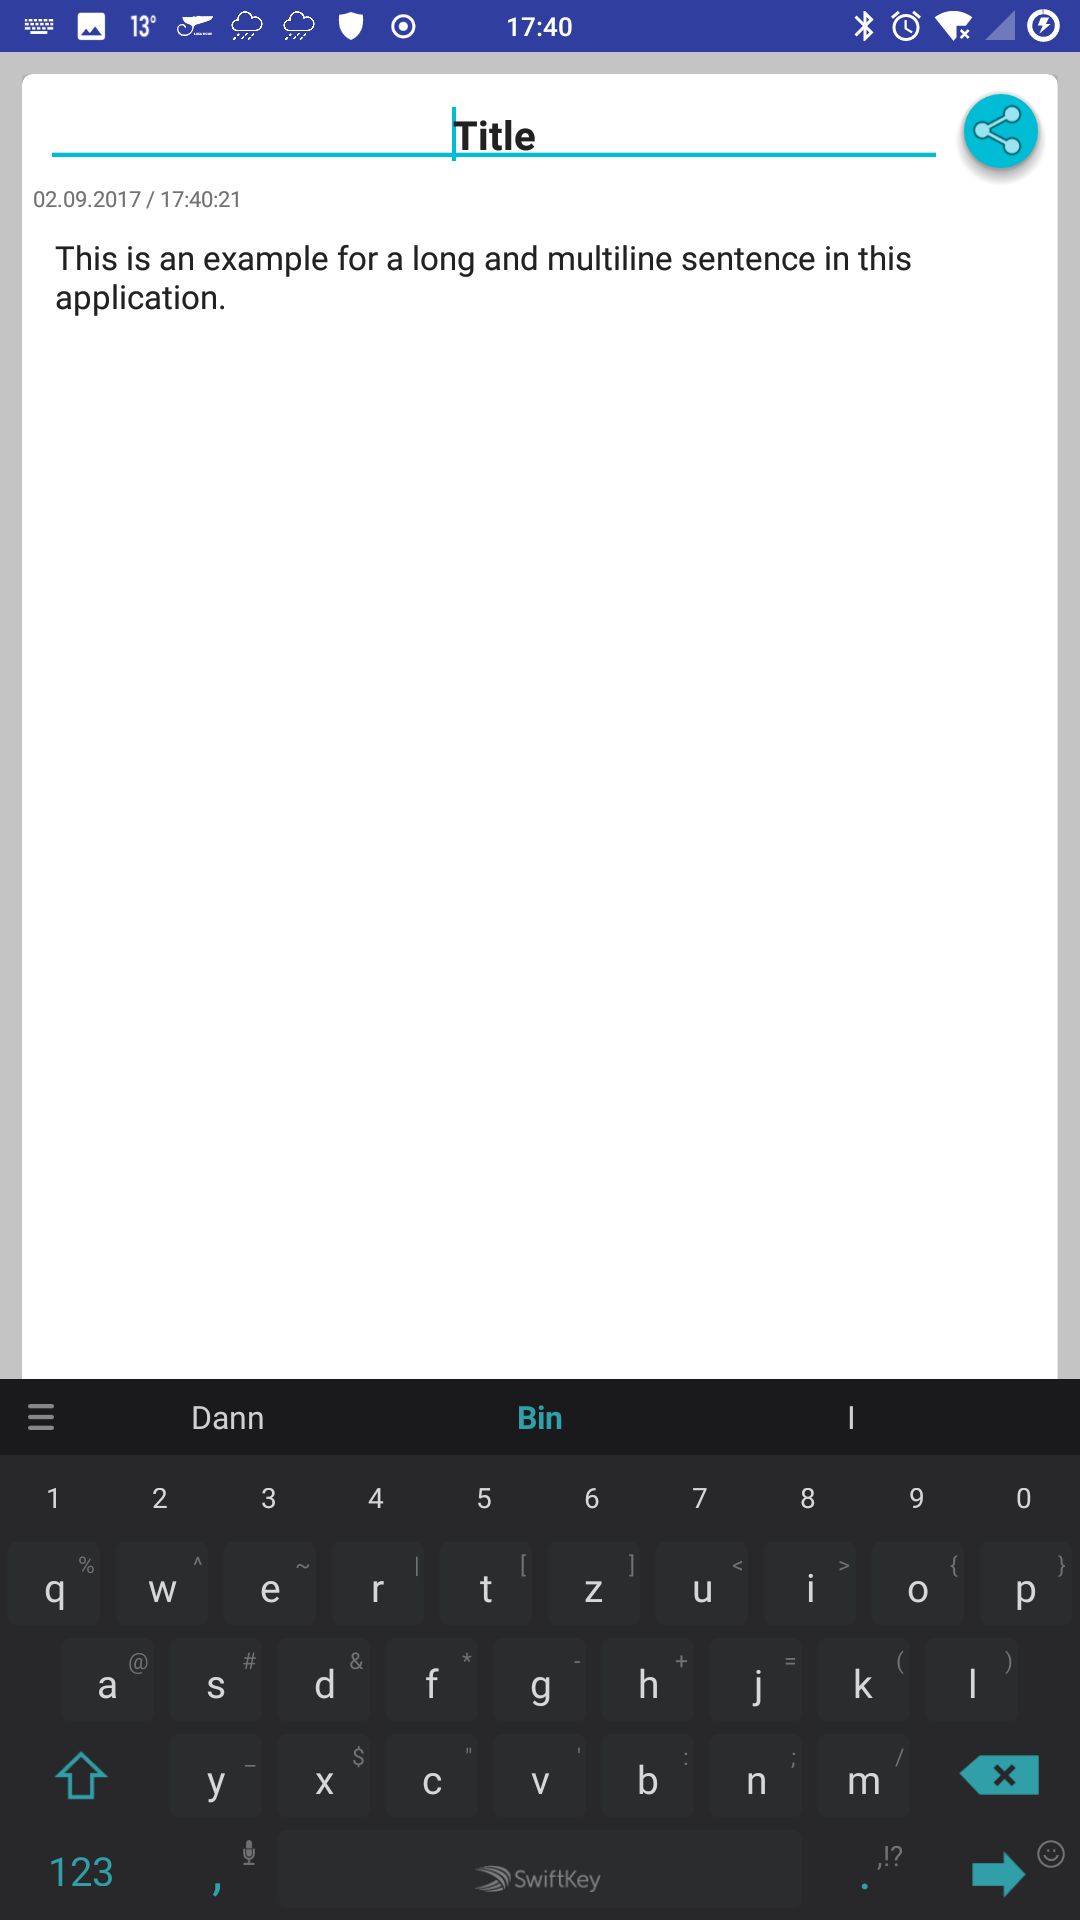 13° 17:40
Title
02.09.2017 / 17:40:21
This is an example for a long and multiline sentence in this
application.
Dann Bin I
1 2 3 4 5 6 7 8 9 0
% ^ ~ | [ ] < > { }
q w e r t z u i o p
@ # & * - + = ( )
a s d f g h j k l
_ $ " ' : ; /
y x c v b n m
123 , SwiftKey . ,!?